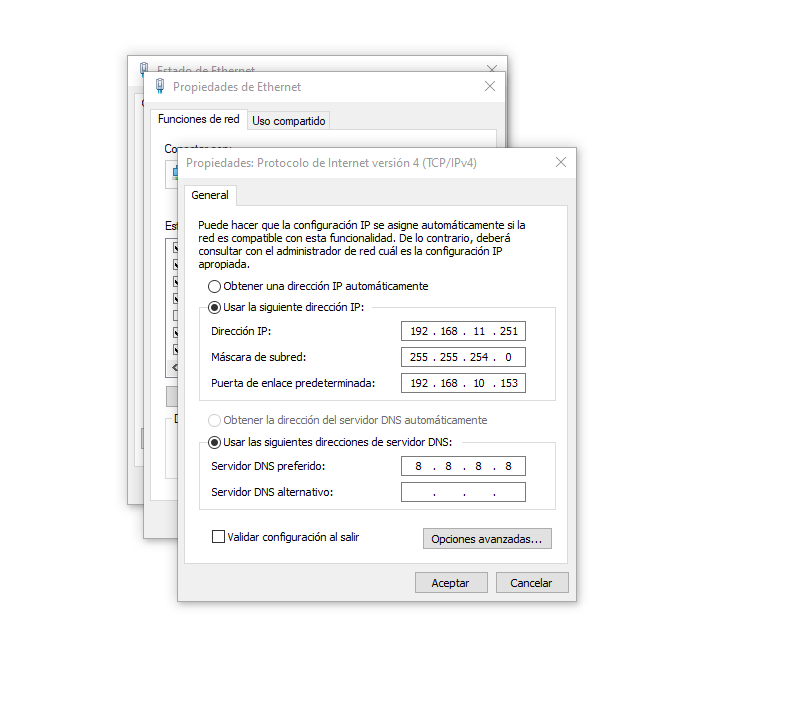 Estado de Ethernet
Propiedades de Ethernet
Funciones de red
Uso compartido
Propiedades: Protocolo de Internet versión 4 (TCP/IPv4)
General
Puede hacer que la configuración IP se asigne automáticamente si la
red es compatible con esta funcionalidad. De lo contrario, deberá
consultar con el administrador de red cuál es la configuración IP
apropiada.
Obtener una dirección IP automáticamente
Usar la siguiente dirección IP:
Dirección IP: 192 . 168 . 11 . 251
Máscara de subred: 255 . 255 . 254 . 0
Puerta de enlace predeterminada: 192 . 168 . 10 . 153
Obtener la dirección del servidor DNS automáticamente
Usar las siguientes direcciones de servidor DNS:
Servidor DNS preferido: 8 . 8 . 8 . 8
Servidor DNS alternativo: . . .
Validar configuración al salir
Opciones avanzadas...
Aceptar
Cancelar